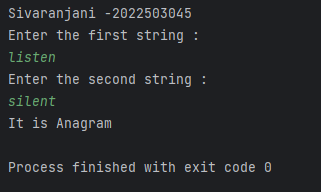 Sivaranjani -2022503045
Enter the first string :
listen
Enter the second string :
silent
It is Anagram
Process finished with exit code 0